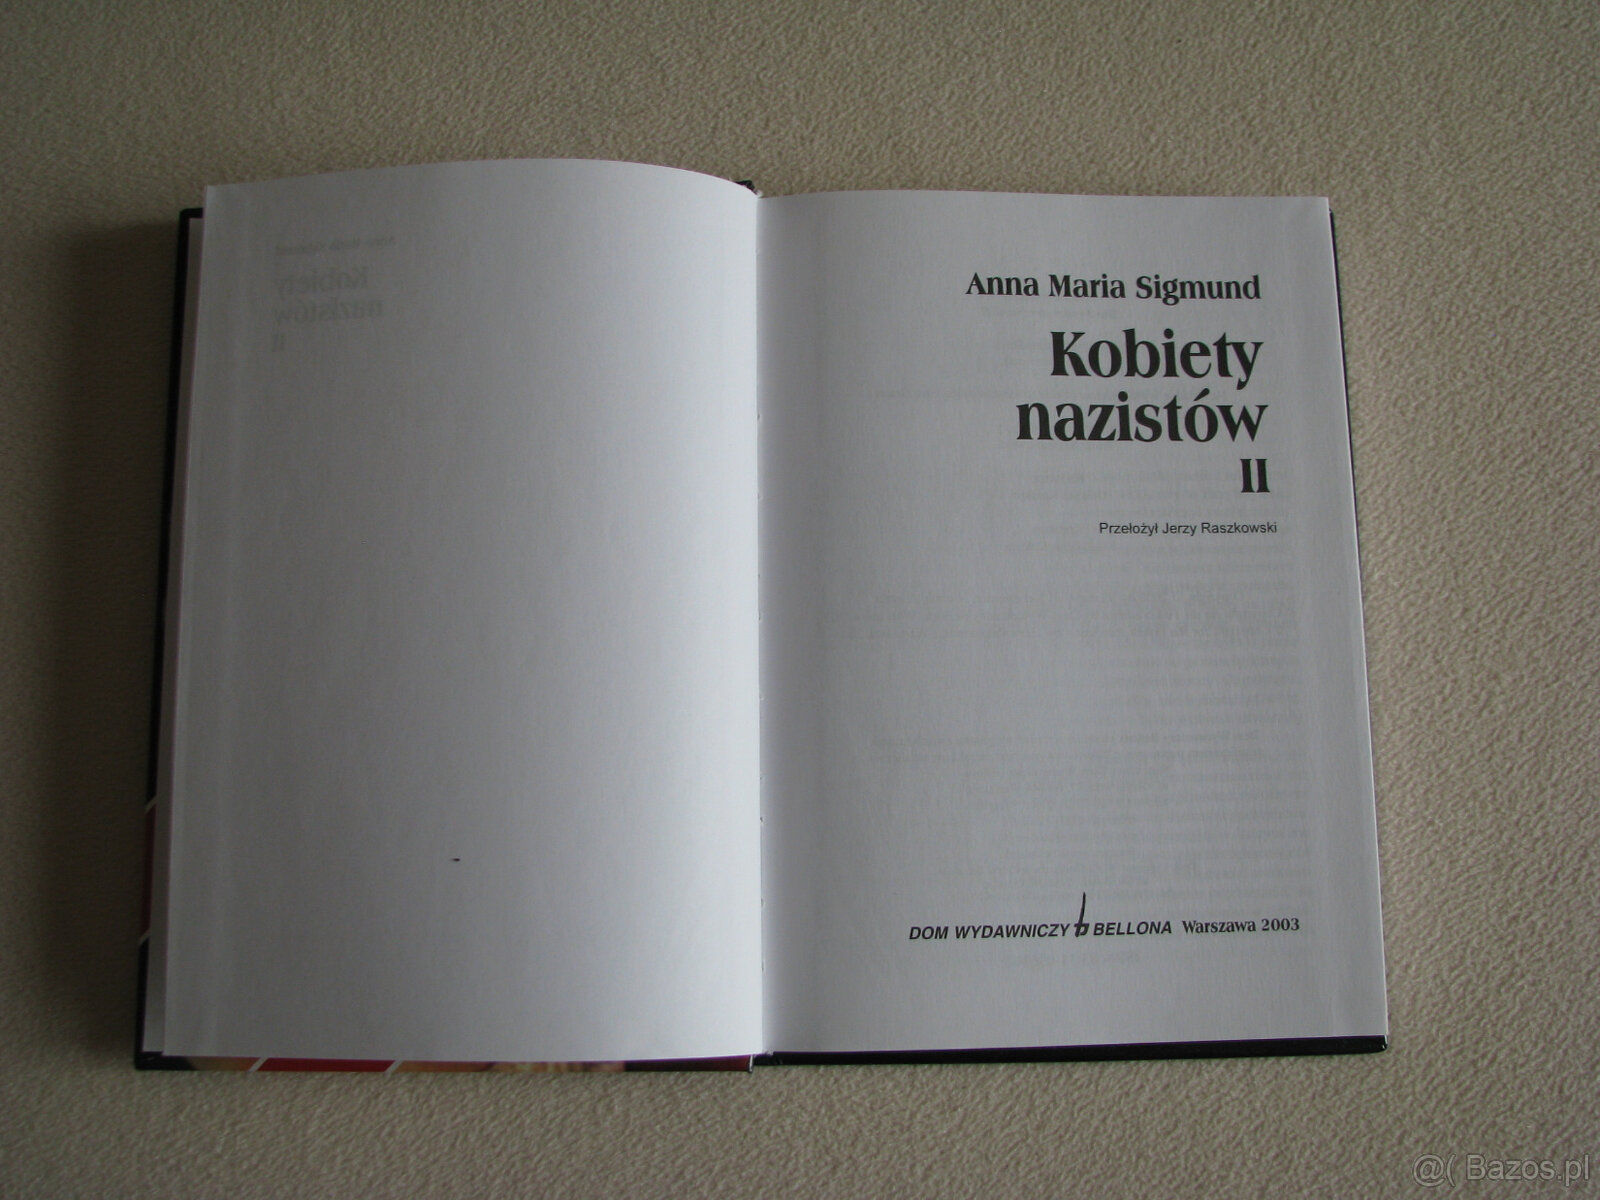 Anna Maria Sigmund
Kobiety
nazistów
II
Przełożył Jerzy Raszkowski
DOM WYDAWNICZY BELLONA Warszawa 2003
@( Bazos.pl